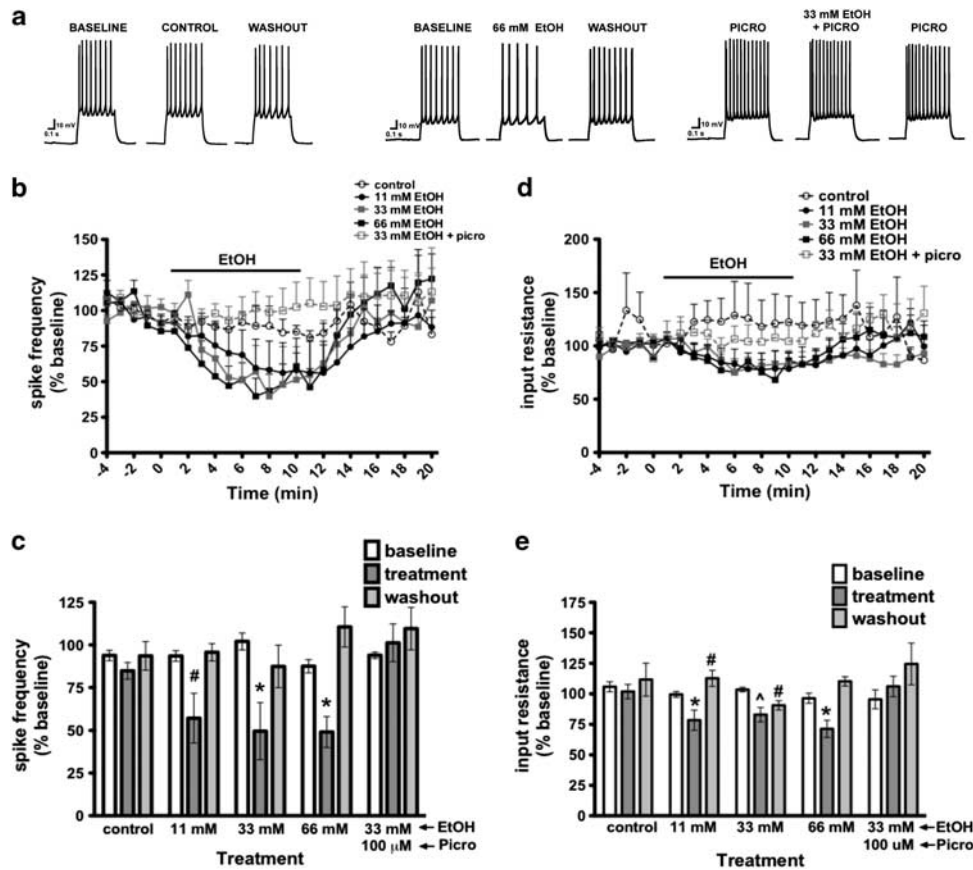 a
BASELINE CONTROL WASHOUT
10 mV
0.1 s
BASELINE 66 mM EtOH WASHOUT
10 mV
0.1 s
PICRO 33 mM EtOH + PICRO PICRO
10 mV
0.1 s
b
control
11 mM EtOH
33 mM EtOH
66 mM EtOH
33 mM EtOH + picro
EtOH
spike frequency
(% baseline)
150
125
100
75
50
25
0
-4 -2 0 2 4 6 8 10 12 14 16 18 20
Time (min)
d
control
11 mM EtOH
33 mM EtOH
66 mM EtOH
33 mM EtOH + picro
EtOH
input resistance
(% baseline)
200
150
100
50
0
-4 -2 0 2 4 6 8 10 12 14 16 18 20
Time (min)
c
baseline
treatment
washout
spike frequency
(% baseline)
125
100
75
50
25
0
# * *
control 11 mM 33 mM 66 mM 33 mM ←EtOH
100 μM ←Picro
Treatment
e
baseline
treatment
washout
input resistance
(% baseline)
175
150
125
100
75
50
25
0
* # ^ # *
control 11 mM 33 mM 66 mM 33 mM ←EtOH
100 uM ←Picro
Treatment